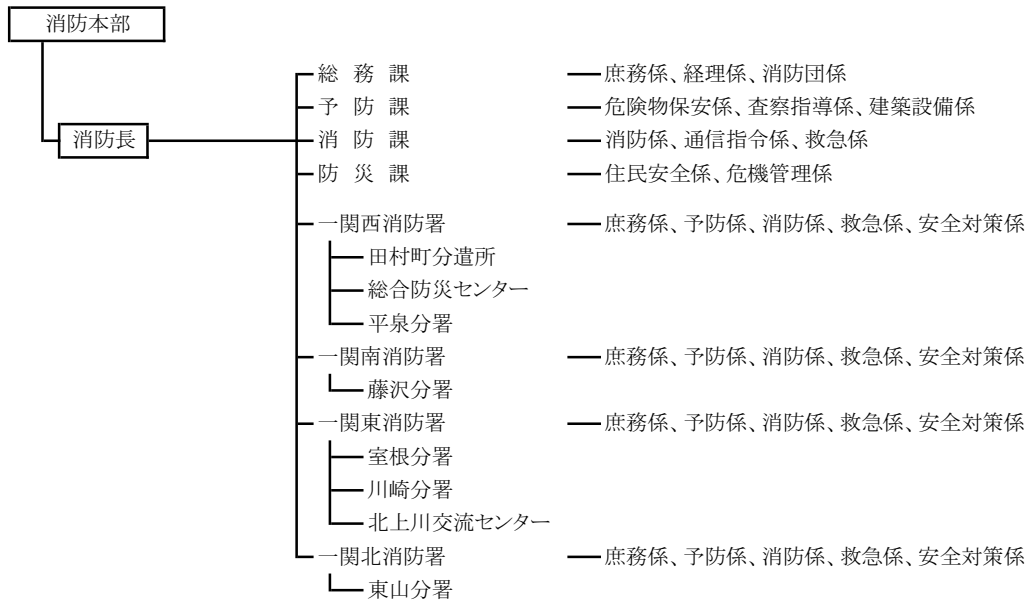 消防本部
総務課 庶務係、経理係、消防団係
予防課 危険物保安係、査察指導係、建築設備係
消防長 消防課 消防係、通信指令係、救急係
防災課 住民安全係、危機管理係
一関西消防署 庶務係、予防係、消防係、救急係、安全対策係
田村町分遣所
総合防災センター
平泉分署
一関南消防署 庶務係、予防係、消防係、救急係、安全対策係
藤沢分署
一関東消防署 庶務係、予防係、消防係、救急係、安全対策係
室根分署
川崎分署
北上川交流センター
一関北消防署 庶務係、予防係、消防係、救急係、安全対策係
東山分署